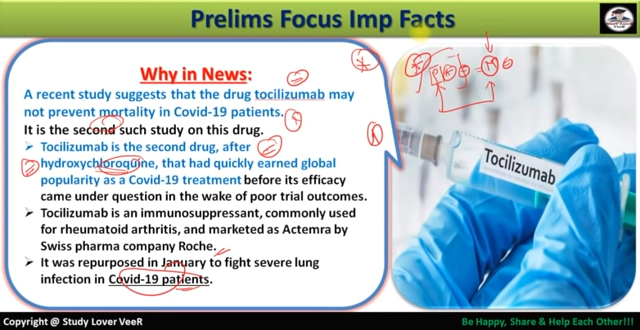 Prelims Focus Imp Facts
Why in News:
A recent study suggests that the drug tocilizumab may
not prevent mortality in Covid-19 patients.
It is the second such study on this drug.
➤ Tocilizumab is the second drug, after
hydroxychloroquine, that had quickly earned global
popularity as a Covid-19 treatment before its efficacy
came under question in the wake of poor trial outcomes.
➤ Tocilizumab is an immunosuppressant, commonly used
for rheumatoid arthritis, and marketed as Actemra by
Swiss pharma company Roche.
➤ It was repurposed in January to fight severe lung
infection in Covid-19 patients.
Tocilizumab
Copyright @ Study Lover VeeR
Be Happy, Share & Help Each Other!!!